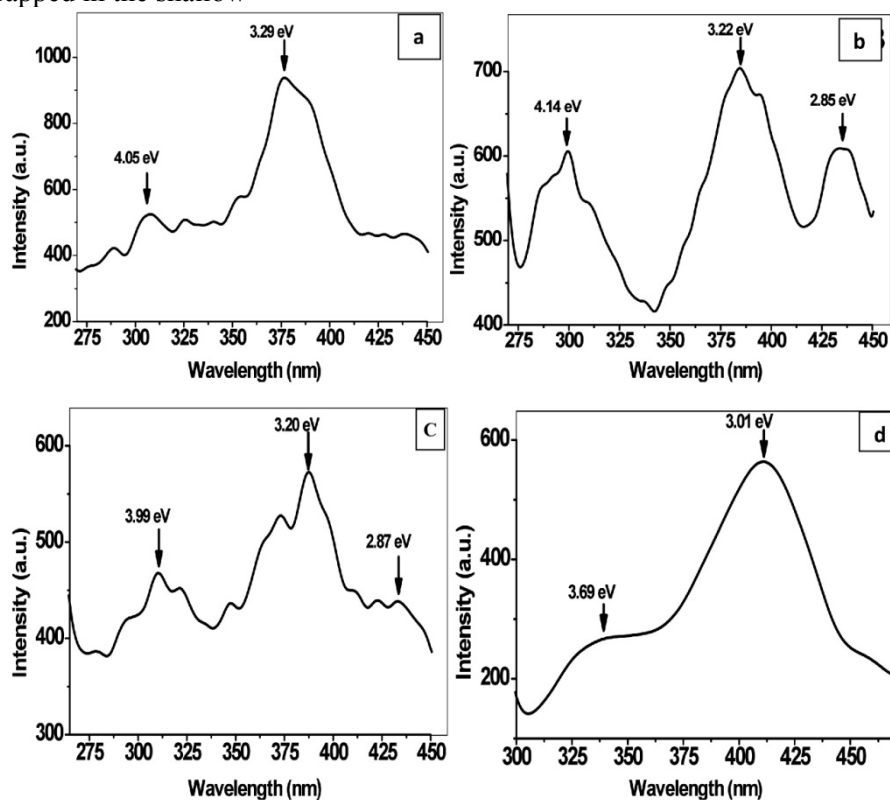 apped in the shallow
a
3.29 eV
4.05 eV
Intensity (a.u.)
1000
800
600
400
200
275 300 325 350 375 400 425 450
Wavelength (nm)
b
3.22 eV
4.14 eV
2.85 eV
Intensity (a.u.)
700
600
500
400
275 300 325 350 375 400 425 450
Wavelength (nm)
C
3.20 eV
3.99 eV
2.87 eV
Intensity (a.u.)
600
500
400
300
275 300 325 350 375 400 425 450
Wavelength (nm)
d
3.01 eV
3.69 eV
Intensity (a.u.)
600
400
200
300 325 350 375 400 425 450
Wavelength (nm)